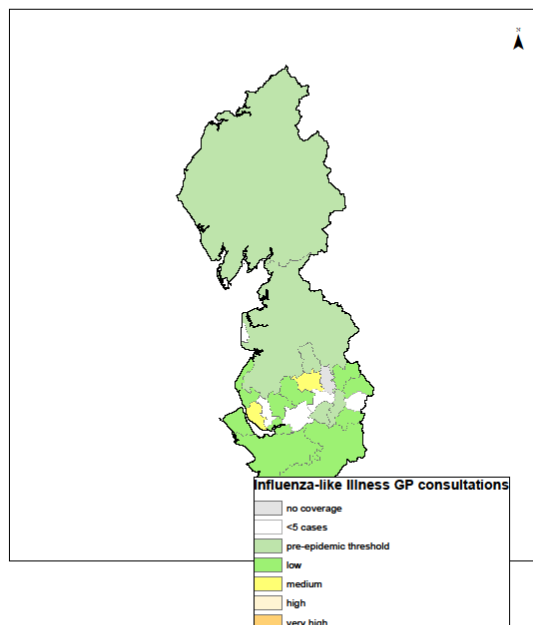 N
Influenza-like Illness GP consultations
no coverage
<5 cases
pre-epidemic threshold
low
medium
high
very high